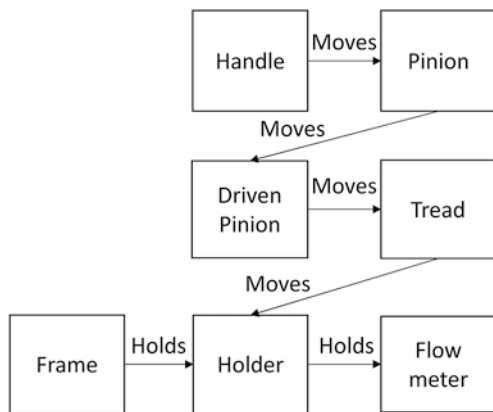 Handle
Moves
Pinion
Moves
Driven
Pinion
Moves
Tread
Moves
Frame
Holds
Holder
Holds
Flow
meter